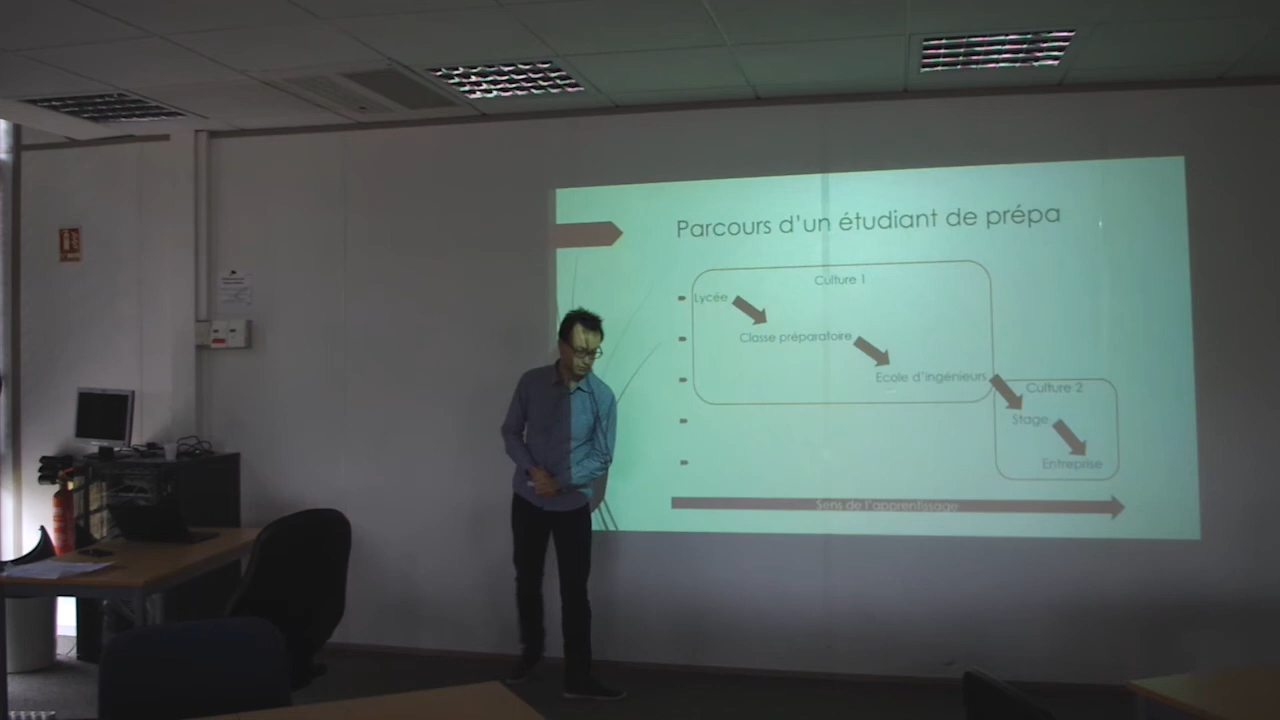 Parcours d'un étudiant de prépa
Culture 1
Lycée
Classe préparatoire
Ecole d'ingénieurs
Culture 2
Stage
Entreprise
Sens de l'apprentissage